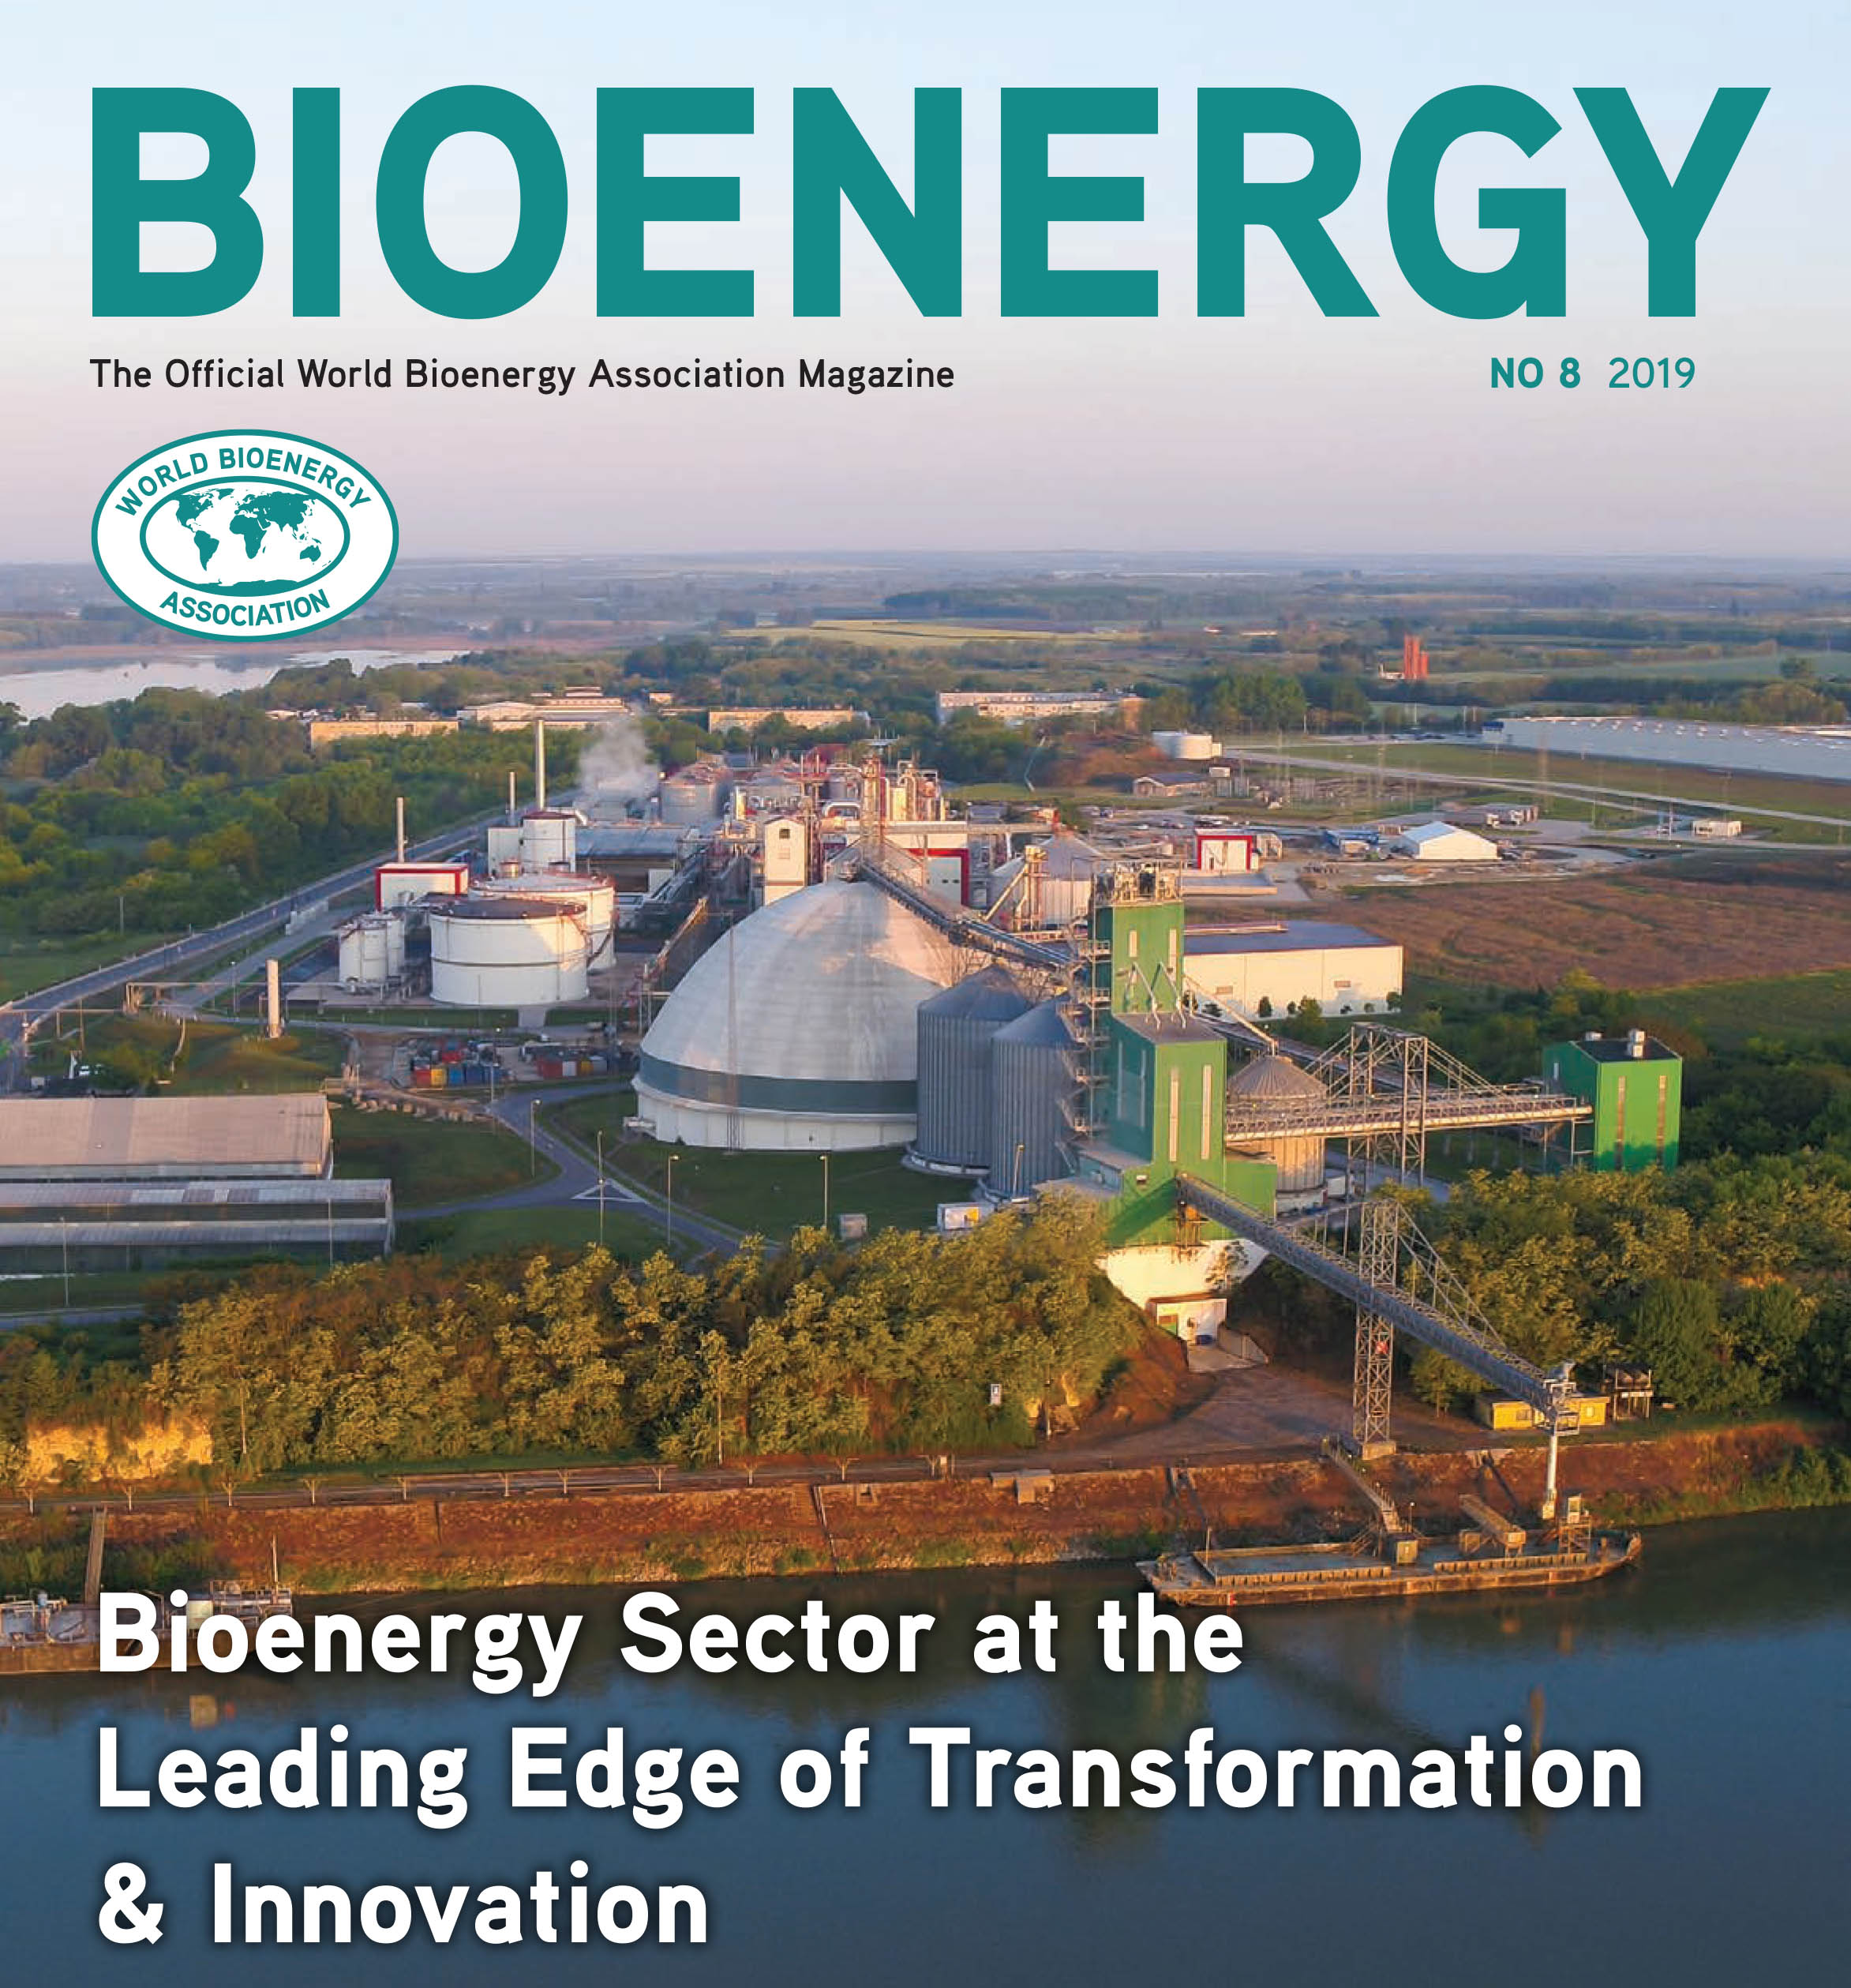 BIOENERGY
The Official World Bioenergy Association Magazine
NO 8 2019
WORLD BIOENERGY
ASSOCIATION
Bioenergy Sector at the
Leading Edge of Transformation
& Innovation